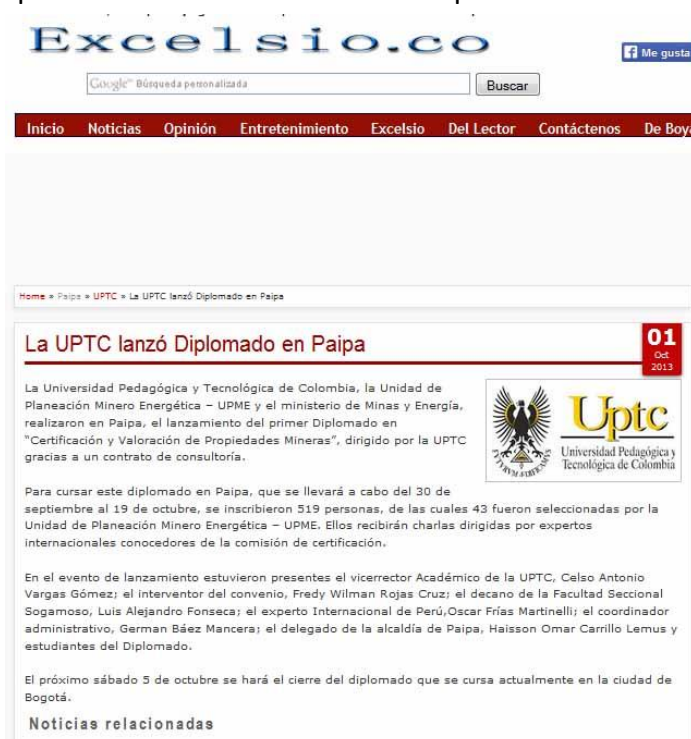 Excelsio.co
Me gusta
Google™ Búsqueda personalizada
Buscar
Inicio Noticias Opinión Entretenimiento Excelsio Del Lector Contáctenos De Boya
Home » Paipa » UPTC » La UPTC lanzó Diplomado en Paipa
La UPTC lanzó Diplomado en Paipa
01
Oct
2013
La Universidad Pedagógica y Tecnológica de Colombia, la Unidad de
Planeación Minero Energética – UPME y el ministerio de Minas y Energía,
realizaron en Paipa, el lanzamiento del primer Diplomado en
“Certificación y Valoración de Propiedades Mineras”, dirigido por la UPTC
gracias a un contrato de consultoría.
Uptc
Universidad Pedagógica y
Tecnológica de Colombia
Para cursar este diplomado en Paipa, que se llevará a cabo del 30 de
septiembre al 19 de octubre, se inscribieron 519 personas, de las cuales 43 fueron seleccionadas por la
Unidad de Planeación Minero Energética – UPME. Ellos recibirán charlas dirigidas por expertos
internacionales conocedores de la comisión de certificación.
En el evento de lanzamiento estuvieron presentes el vicerrector Académico de la UPTC, Celso Antonio
Vargas Gómez; el interventor del convenio, Fredy Wilman Rojas Cruz; el decano de la Facultad Seccional
Sogamoso, Luis Alejandro Fonseca; el experto Internacional de Perú,Oscar Frías Martinelli; el coordinador
administrativo, German Báez Mancera; el delegado de la alcaldía de Paipa, Haisson Omar Carrillo Lemus y
estudiantes del Diplomado.
El próximo sábado 5 de octubre se hará el cierre del diplomado que se cursa actualmente en la ciudad de
Bogotá.
Noticias relacionadas